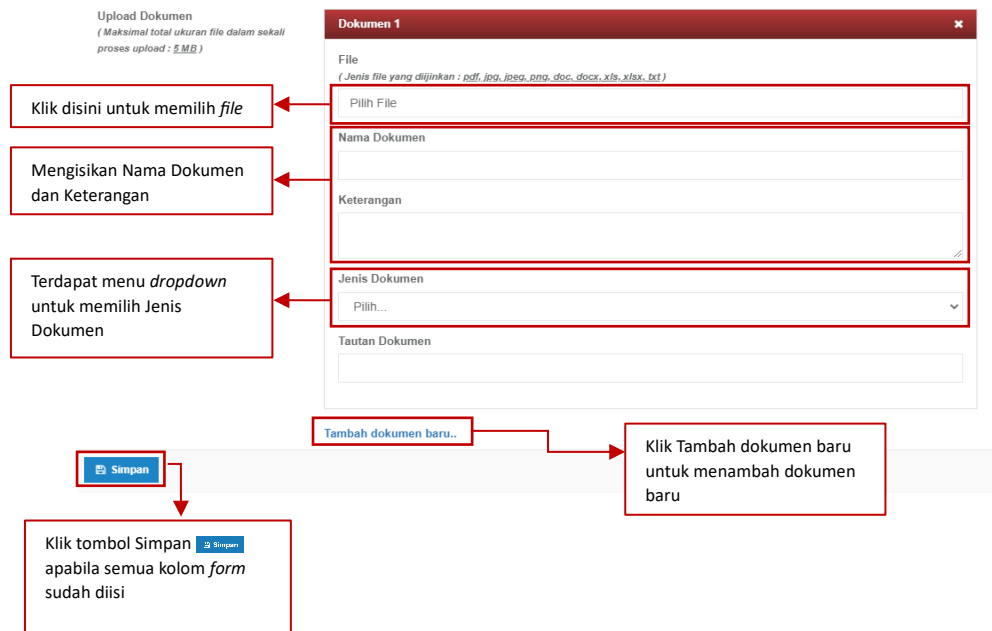 Upload Dokumen
( Maksimal total ukuran file dalam sekali
proses upload : 5 MB )
Dokumen 1
File
( Jenis file yang diijinkan : pdf, jpg, jpeg, png, doc, docx, xls, xlsx, txt )
Pilih File
Klik disini untuk memilih file
Nama Dokumen
Mengisikan Nama Dokumen
dan Keterangan
Keterangan
Jenis Dokumen
Pilih...
Terdapat menu dropdown
untuk memilih Jenis
Dokumen
Tautan Dokumen
Tambah dokumen baru..
Klik Tambah dokumen baru
untuk menambah dokumen
baru
Simpan
Klik tombol Simpan Simpan
apabila semua kolom form
sudah diisi